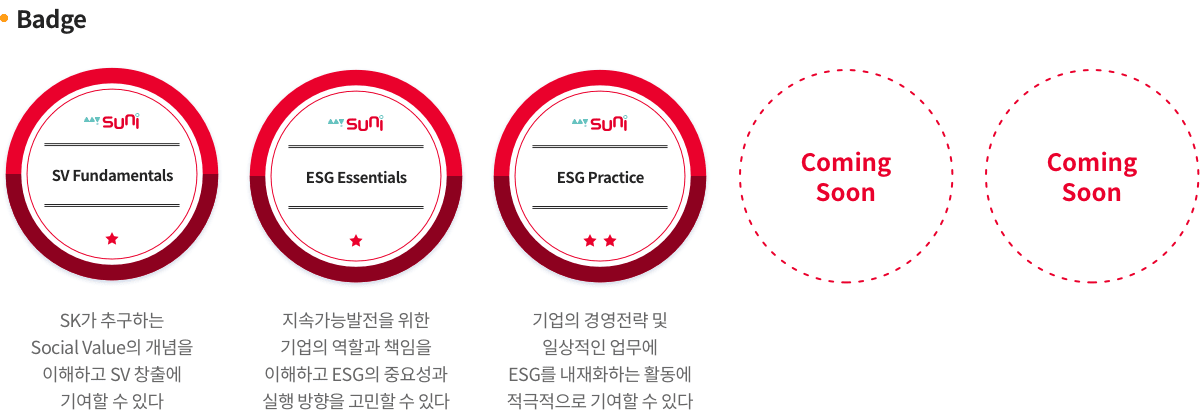 Badge
suni
SV Fundamentals
suni
ESG Essentials
suni
ESG Practice
Coming
Soon
Coming
Soon
SK가 추구하는
Social Value의 개념을
이해하고 SV 창출에
기여할 수 있다
지속가능발전을 위한
기업의 역할과 책임을
이해하고 ESG의 중요성과
실행 방향을 고민할 수 있다
기업의 경영전략 및
일상적인 업무에
ESG를 내재화하는 활동에
적극적으로 기여할 수 있다